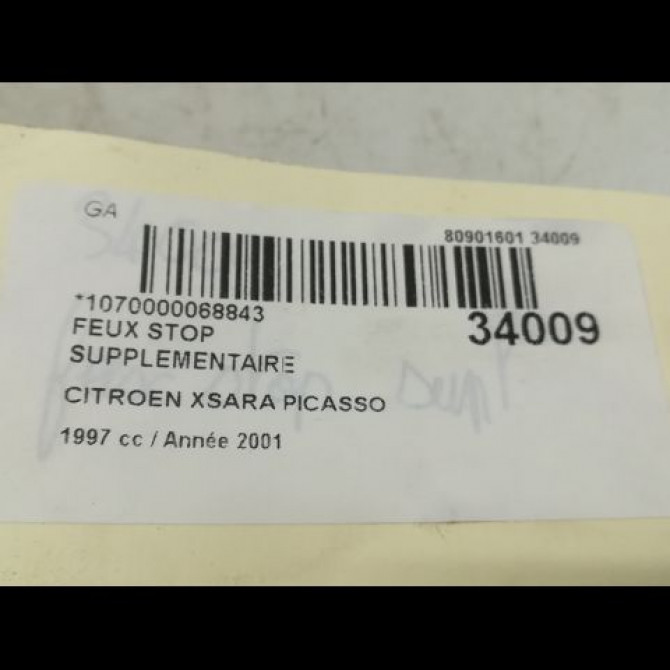 GA
80901601 34009
*1070000068843
34009
FEUX STOP
SUPPLEMENTAIRE
CITROEN XSARA PICASSO
1997 cc / Année 2001